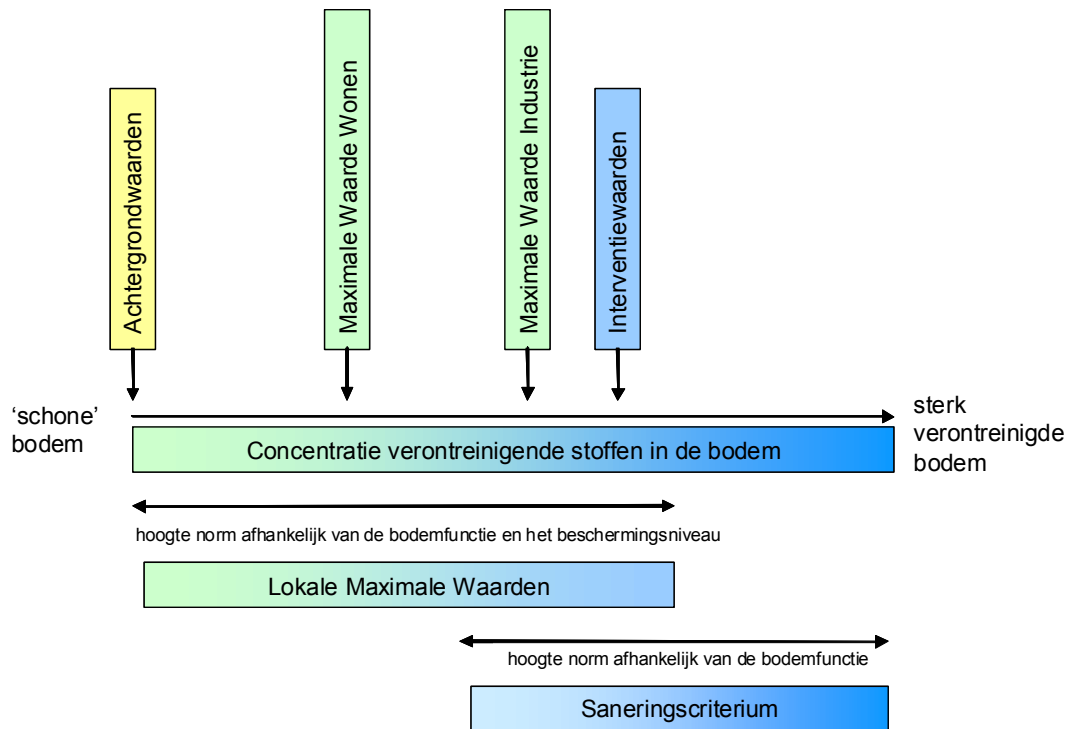 Achtergrondwaarden
Maximale Waarde Wonen
Maximale Waarde Industrie
Interventiewaarden
‘schone’
bodem
sterk
verontreinigde
bodem
Concentratie verontreinigende stoffen in de bodem
hoogte norm afhankelijk van de bodemfunctie en het beschermingsniveau
Lokale Maximale Waarden
hoogte norm afhankelijk van de bodemfunctie
Saneringscriterium